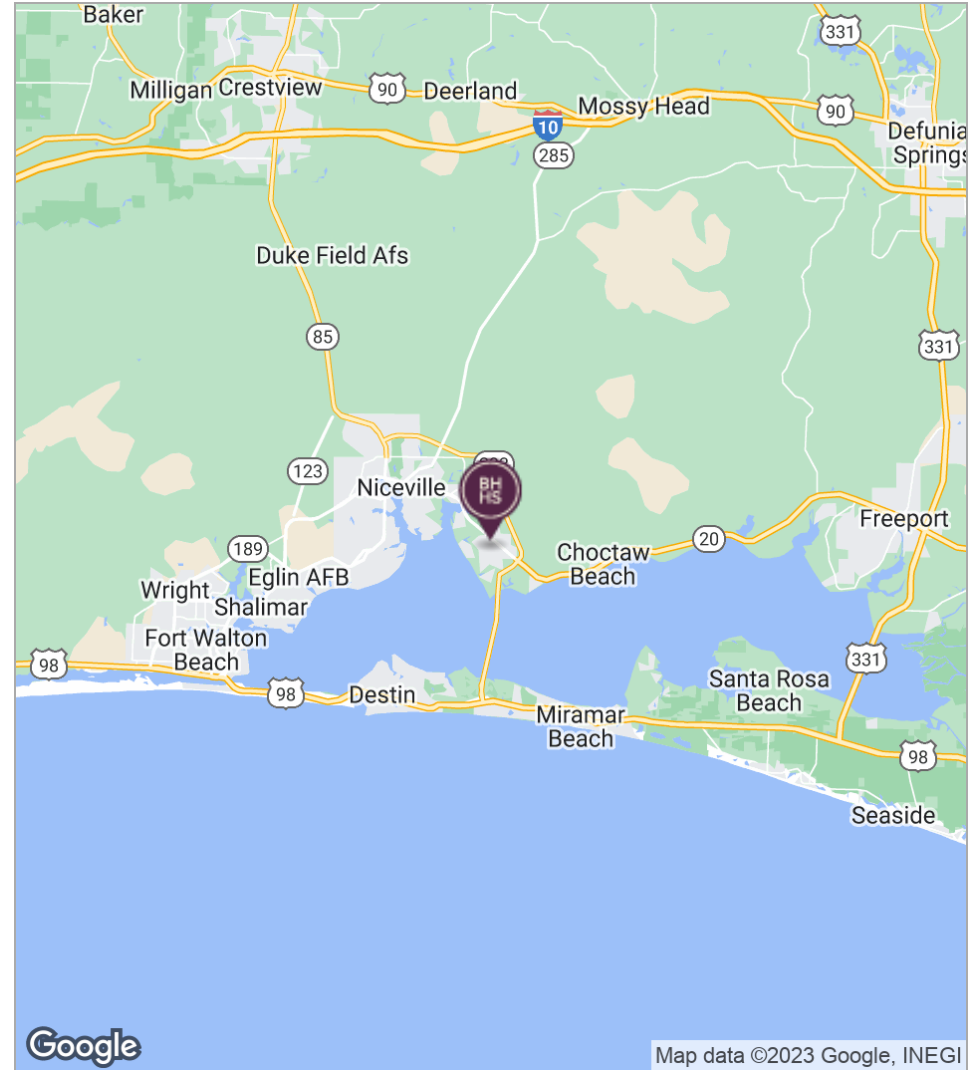 Baker
331
Milligan
Crestview
90
Deerland
Mossy Head
90
10
285
Defunia
Springs
Duke Field Afs
85
331
123
Niceville
BH
HS
Freeport
20
189
Choctaw
Beach
Wright
Eglin AFB
Shalimar
Fort Walton
Beach
98
98
Destin
331
Santa Rosa
Beach
Miramar
Beach
98
Seaside
Google
Map data ©2023 Google, INEGI